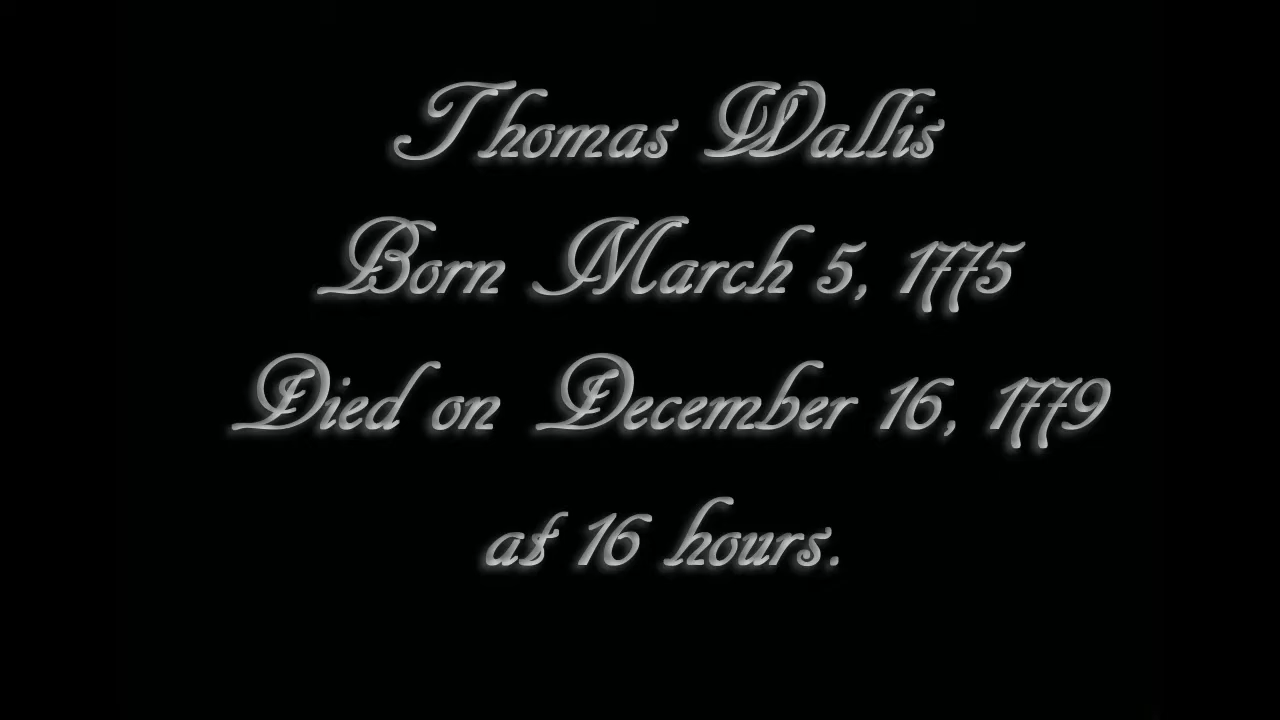 Thomas Wallis
Born March 5, 1775
Died on December 16, 1779
at 16 hours.